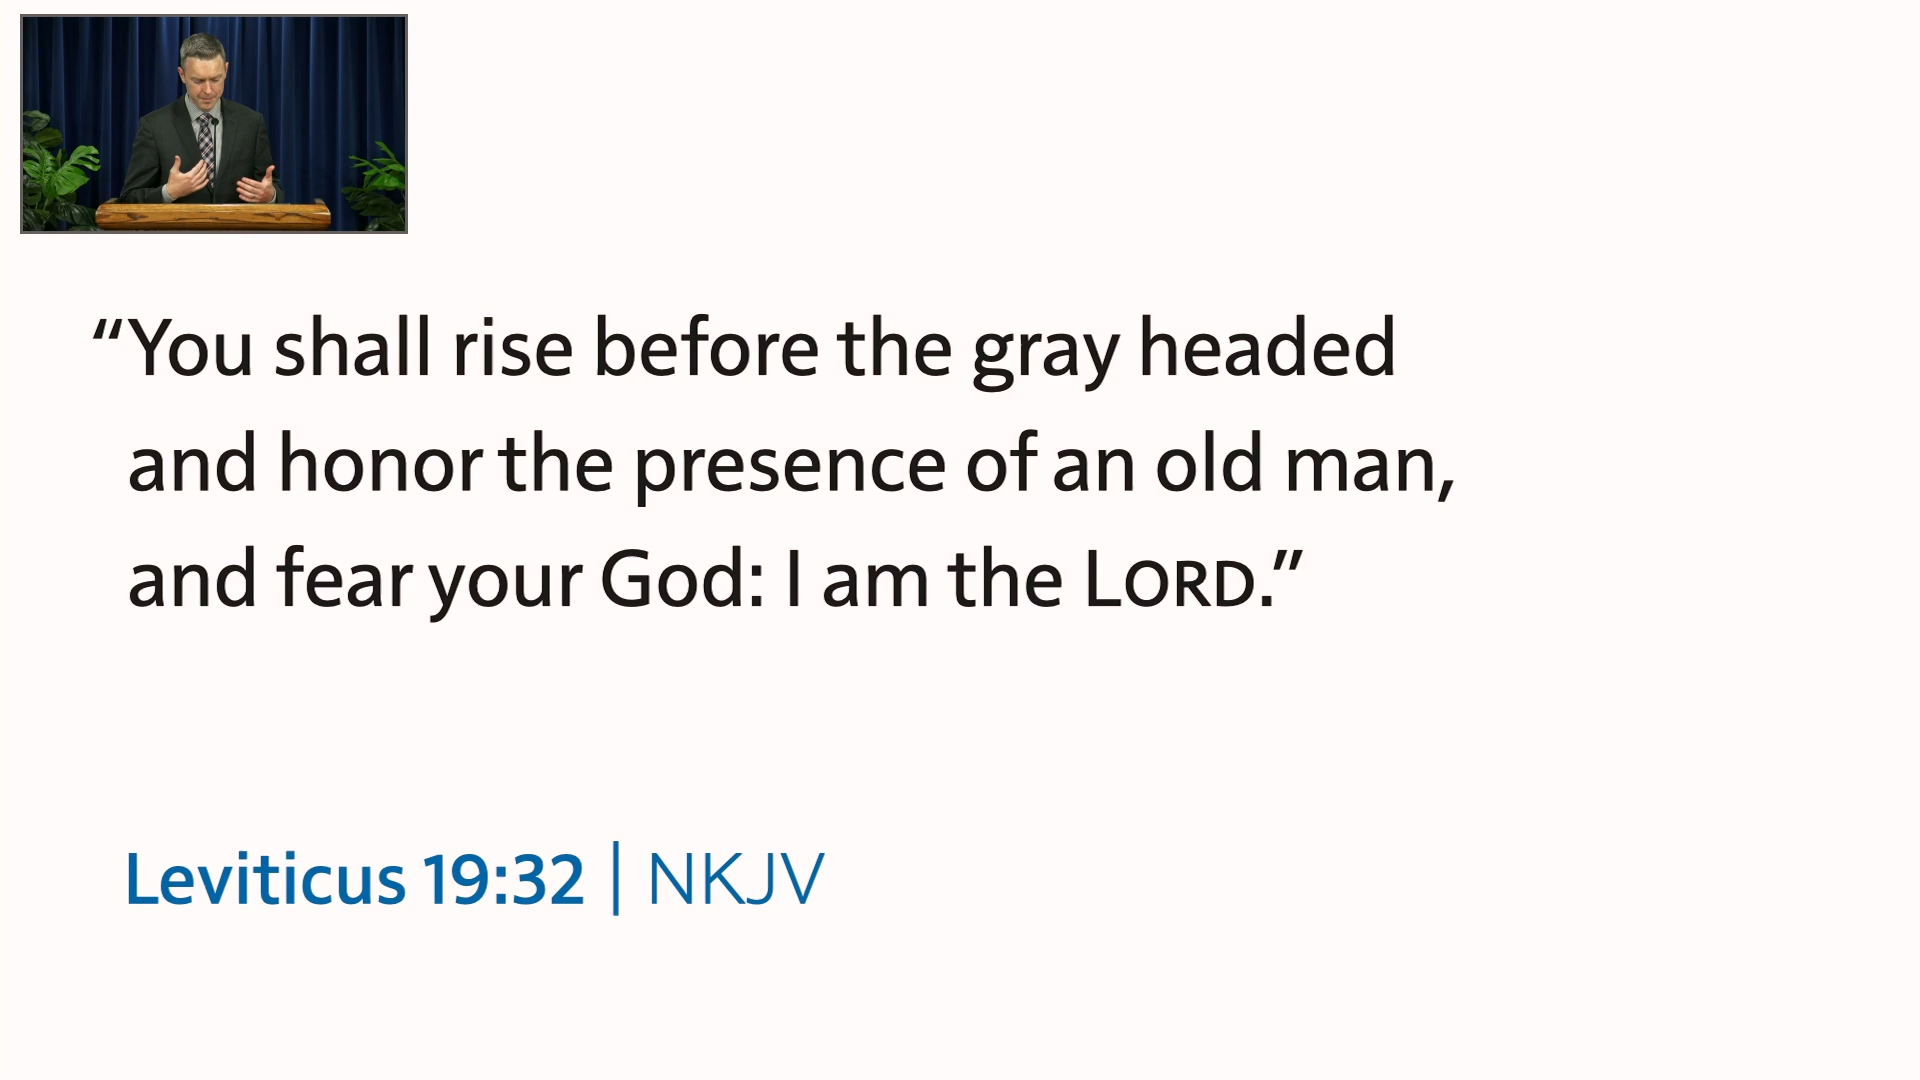 “You shall rise before the gray headed
and honor the presence of an old man,
and fear your God: I am the LORD.”
Leviticus 19:32 | NKJV